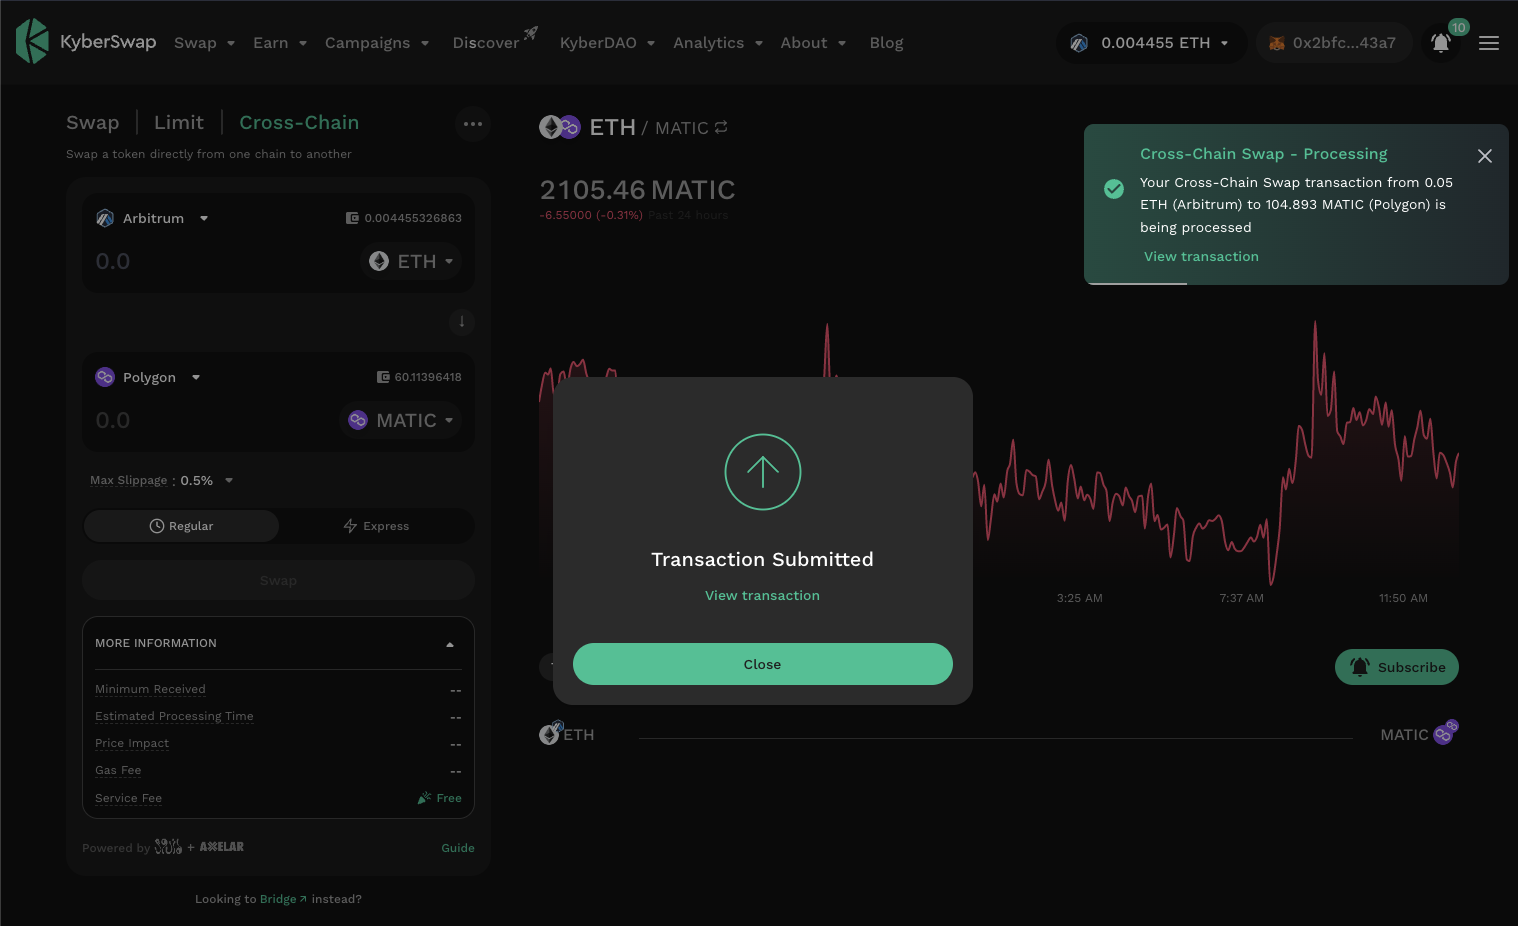 KyberSwap Swap Earn Campaigns Discover KyberDAO Analytics About Blog 0.004455 ETH 0x2bfc...43a7 10
Swap | Limit | Cross-Chain
Swap a token directly from one chain to another
Arbitrum 0.004455326863
0.0 ETH
Polygon 60.11396418
0.0 MATIC
Max Slippage : 0.5%
Regular Express
Swap
MORE INFORMATION
Minimum Received --
Estimated Processing Time --
Price Impact --
Gas Fee --
Service Fee Free
Powered by + AXELAR Guide
Looking to Bridge ↗ instead?
ETH / MATIC
2105.46 MATIC
-6.55000 (-0.31%) Past 24 hours
Cross-Chain Swap - Processing
Your Cross-Chain Swap transaction from 0.05
ETH (Arbitrum) to 104.893 MATIC (Polygon) is
being processed
View transaction
Transaction Submitted
View transaction
Close
3:25 AM 7:37 AM 11:50 AM
Subscribe
ETH MATIC